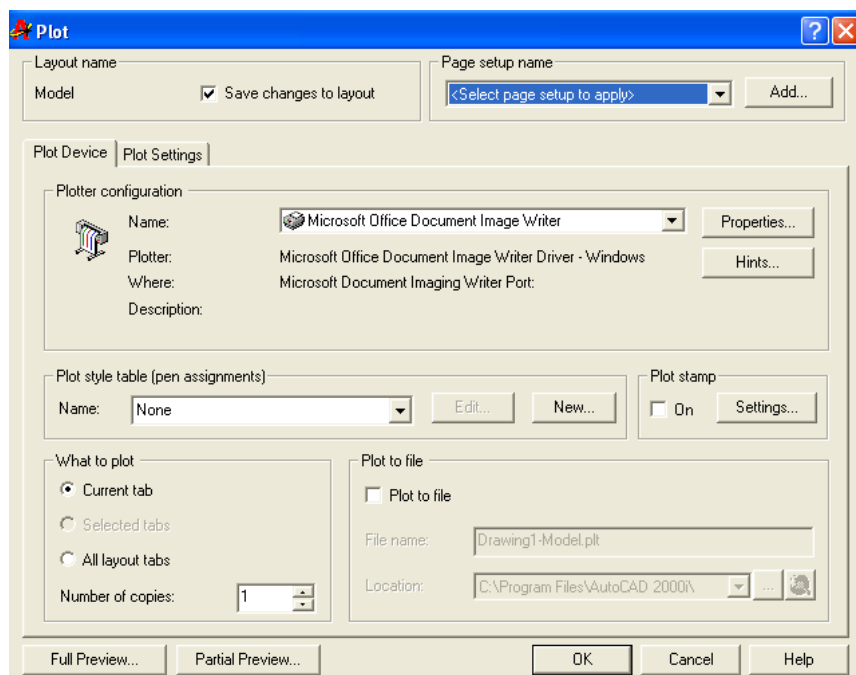 Plot
Layout name
Model
Save changes to layout
Page setup name
<Select page setup to apply>
Add...
Plot Device
Plot Settings
Plotter configuration
Name:
Microsoft Office Document Image Writer
Properties...
Plotter:
Microsoft Office Document Image Writer Driver - Windows
Hints...
Where:
Microsoft Document Imaging Writer Port:
Description:
Plot style table (pen assignments)
Name:
None
Edit...
New...
Plot stamp
On
Settings...
What to plot
Current tab
Selected tabs
All layout tabs
Number of copies:
1
Plot to file
Plot to file
File name:
Drawing1-Model.plt
Location:
C:\Program Files\AutoCAD 2000i\
...
Full Preview...
Partial Preview...
OK
Cancel
Help